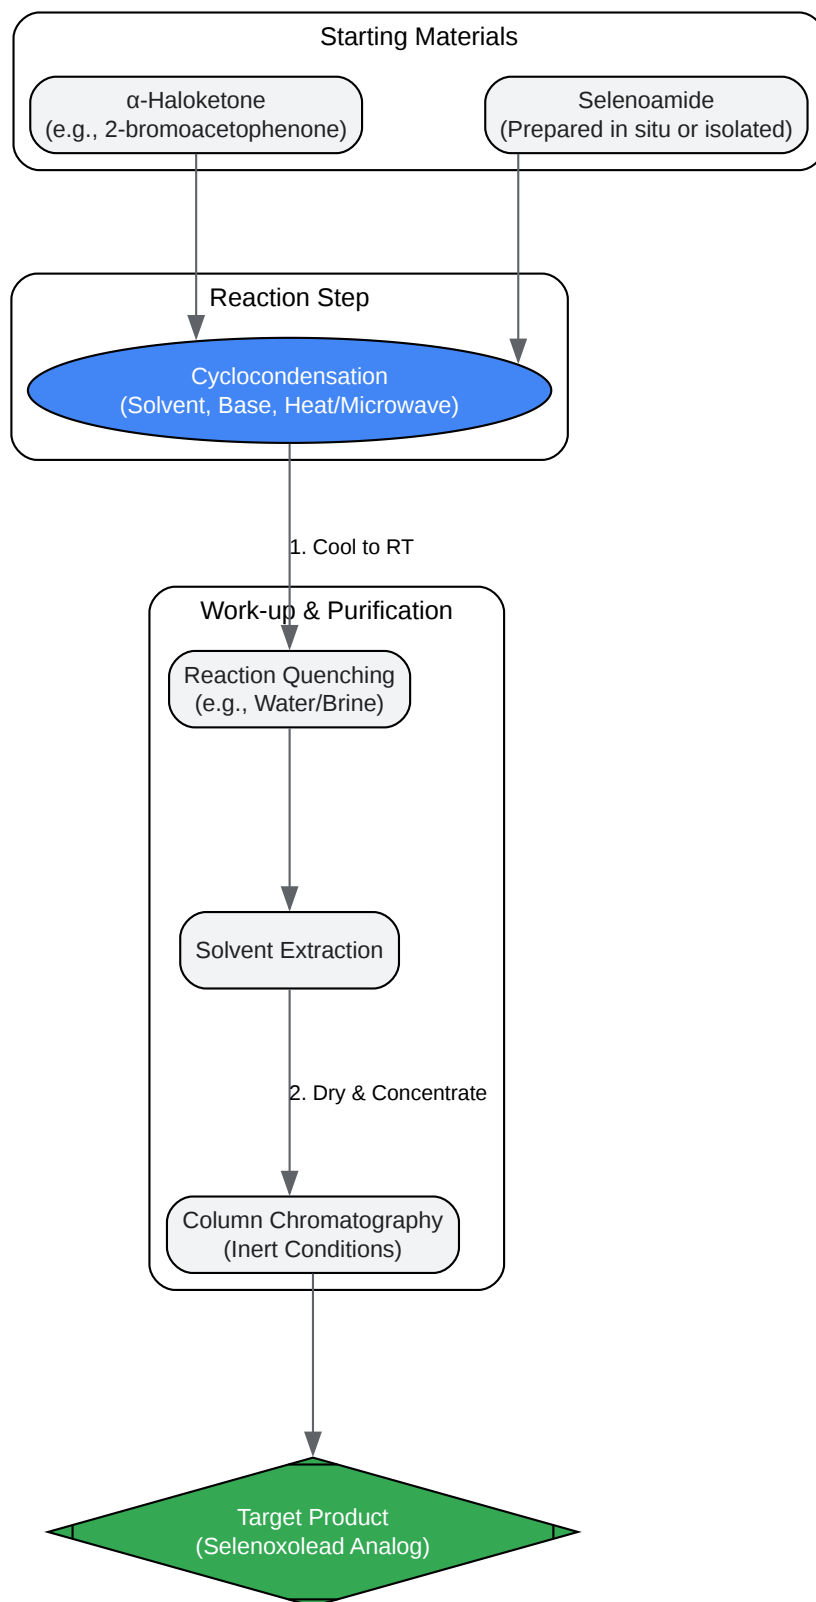 Starting Materials
α-Haloketone
(e.g., 2-bromoacetophenone)
Selenoamide
(Prepared in situ or isolated)
Reaction Step
Cyclocondensation
(Solvent, Base, Heat/Microwave)
1. Cool to RT
Work-up & Purification
Reaction Quenching
(e.g., Water/Brine)
Solvent Extraction
2. Dry & Concentrate
Column Chromatography
(Inert Conditions)
Target Product
(Selenoxolead Analog)